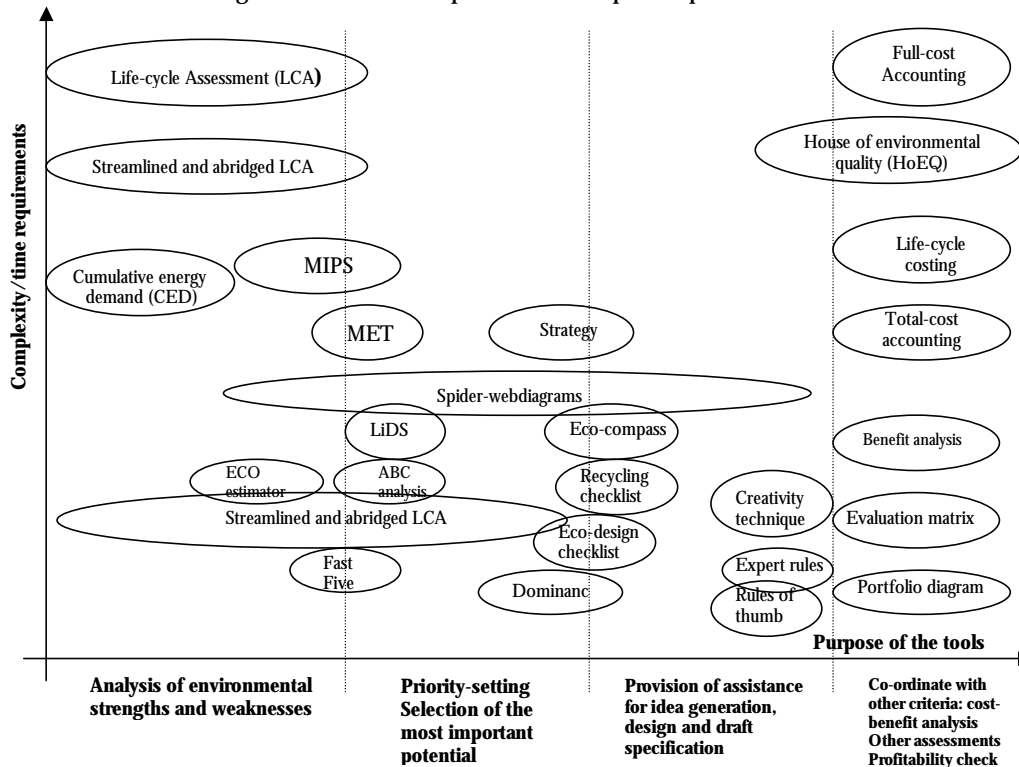 Life-cycle Assessment (LCA)
Full-cost
Accounting
Streamlined and abridged LCA
House of environmental
quality (HoEQ)
Complexity/time requirements
Cumulative energy
demand (CED)
MIPS
Life-cycle
costing
MET
Strategy
Total-cost
accounting
Spider-webdiagrams
LiDS
Eco-compass
Benefit analysis
ECO
estimator
ABC
analysis
Recycling
checklist
Creativity
technique
Streamlined and abridged LCA
Evaluation matrix
Eco-design
checklist
Fast
Five
Dominanc
Expert rules
Rules of
thumb
Portfolio diagram
Purpose of the tools
Analysis of environmental
strengths and weaknesses
Priority-setting
Selection of the
most important
potential
Provision of assistance
for idea generation,
design and draft
specification
Co-ordinate with
other criteria: cost-
benefit analysis
Other assessments
Profitability check